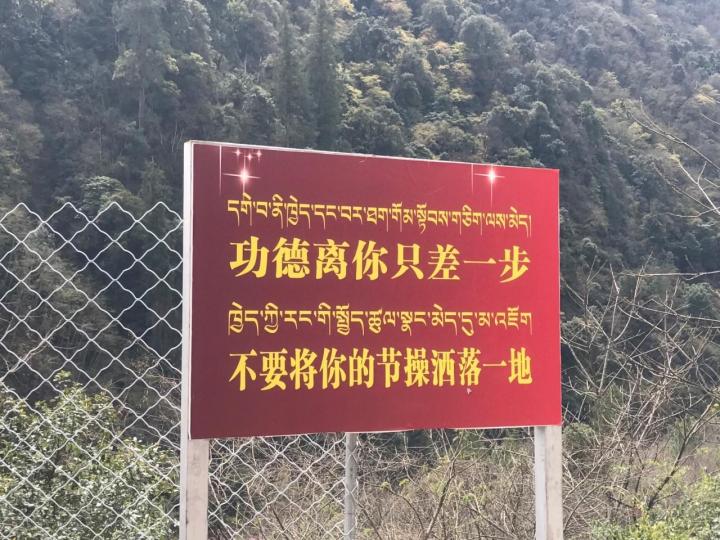 དགེ་བ་ནི་ཁྱེད་དང་བར་ཐག་གོམ་སྟོབས་གཅིག་ལས་མེད།
功德离你只差一步
ཁྱེད་ཀྱི་རང་གི་སྤྱོད་ཚུལ་སྣང་མེད་དུ་མ་འཇོག
不要将你的节操洒落一地